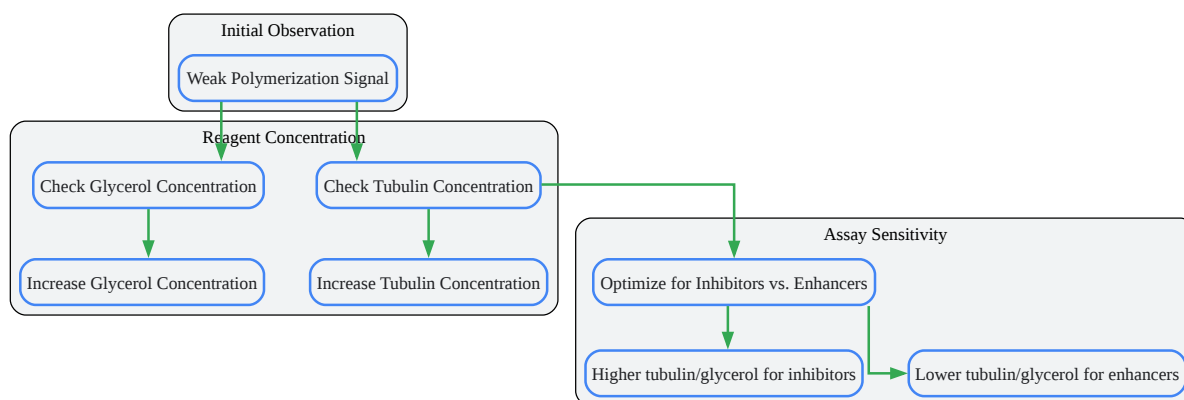 Initial Observation
Weak Polymerization Signal
Reagent Concentration
Check Glycerol Concentration
Check Tubulin Concentration
Increase Glycerol Concentration
Increase Tubulin Concentration
Assay Sensitivity
Optimize for Inhibitors vs. Enhancers
Higher tubulin/glycerol for inhibitors
Lower tubulin/glycerol for enhancers